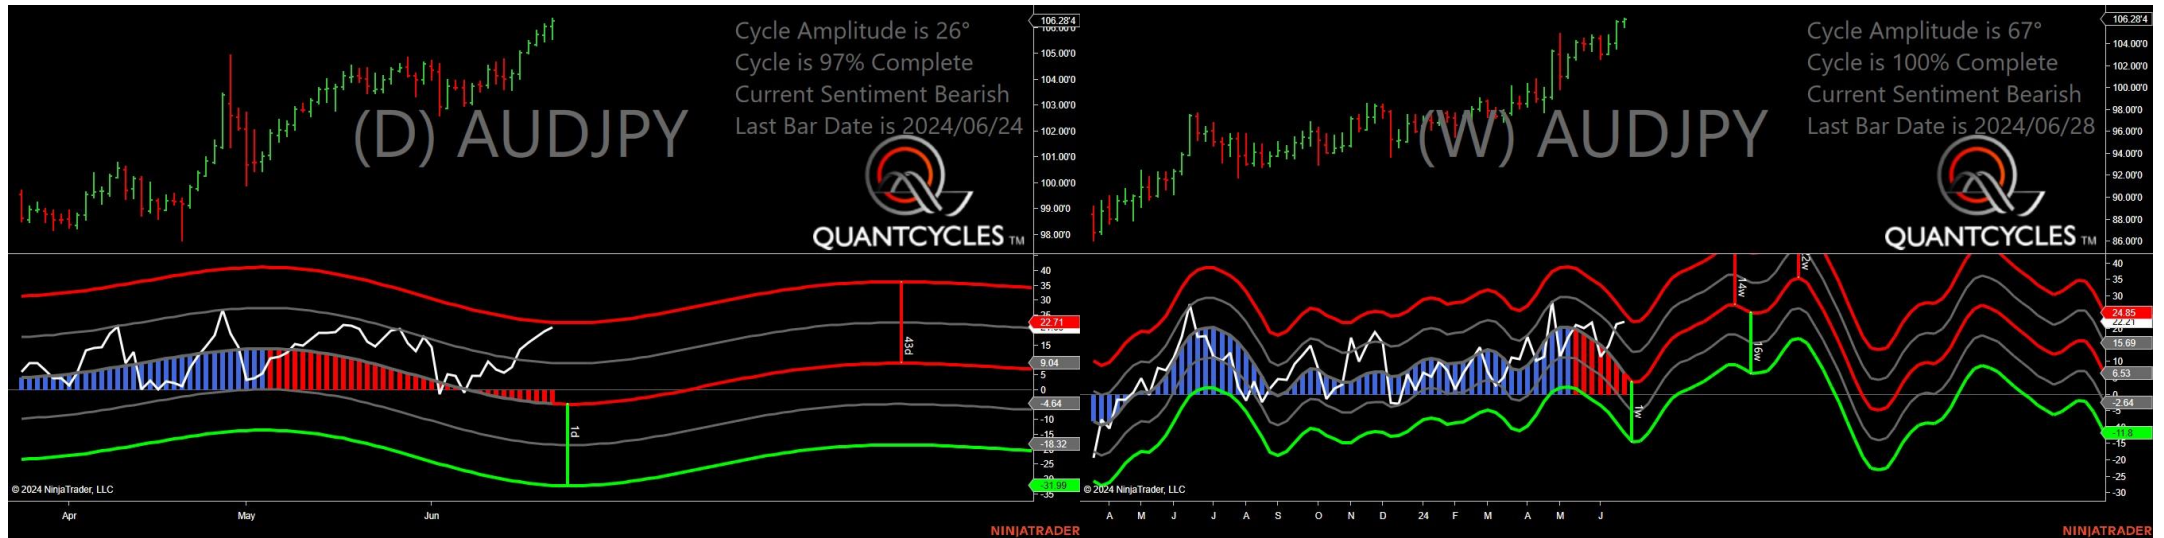 Cycle Amplitude is 26°
Cycle is 97% Complete
Current Sentiment Bearish
Last Bar Date is 2024/06/24
(D) AUDJPY
QUANTCYCLES TM
106.28'4
105.00'0
104.00'0
103.00'0
102.00'0
101.00'0
100.00'0
99.00'0
98.00'0
40
35
30
22.71
15
9.04
5
0
-4.64
-10
-15
-18.32
-25
-31.99
-35
43d
1d
© 2024 NinjaTrader, LLC
Apr
May
Jun
NINJATRADER
Cycle Amplitude is 67°
Cycle is 100% Complete
Current Sentiment Bearish
Last Bar Date is 2024/06/28
(W) AUDJPY
QUANTCYCLES TM
106.28'4
104.00'0
102.00'0
100.00'0
98.00'0
96.00'0
94.00'0
92.00'0
90.00'0
88.00'0
86.00'0
40
35
30
24.85
22.21
15.69
10
6.53
0
-2.64
-5
-11.8
-15
-20
-25
-30
14w
16w
1w
© 2024 NinjaTrader, LLC
A
M
J
J
A
S
O
N
D
24
F
M
A
M
J
NINJATRADER